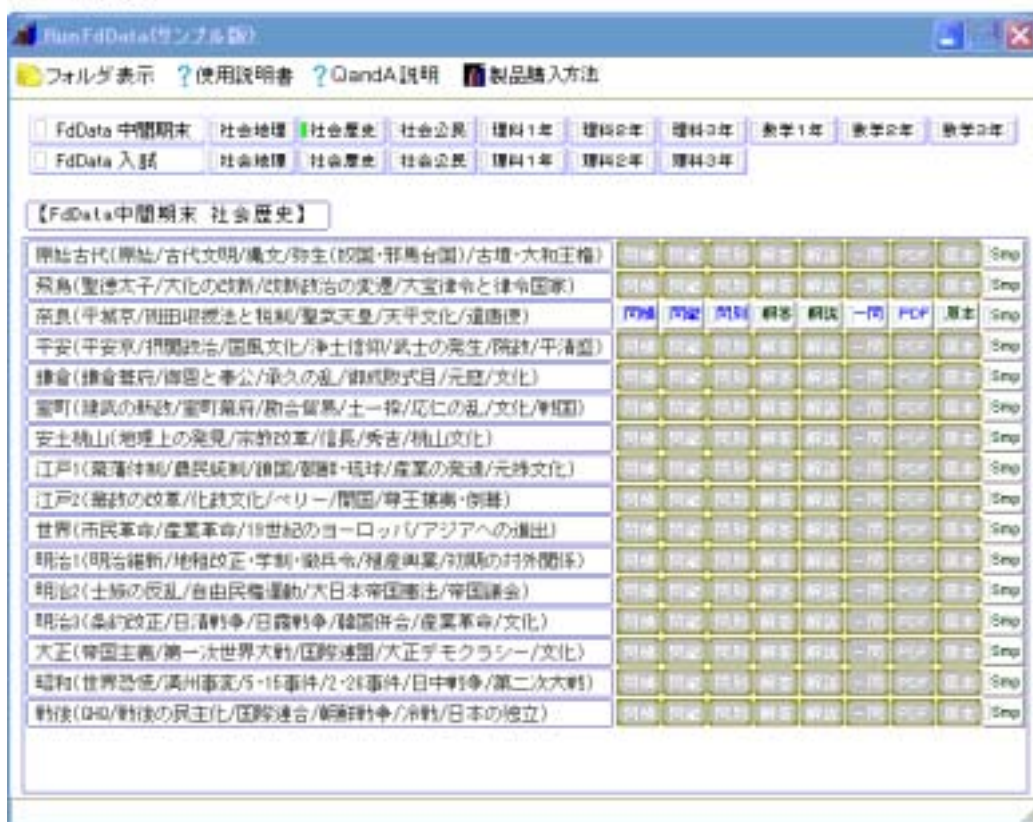 RunFdData(サンプル版)
フォルダ表示 ?使用説明書 ?QandA説明 製品購入方法
FdData 中間期末 社会地理 社会歴史 社会公民 理科1年 理科2年 理科3年 数学1年 数学2年 数学3年
FdData 入試 社会地理 社会歴史 社会公民 理科1年 理科2年 理科3年
【FdData中間期末 社会歴史】
原始古代(原始/古代文明/縄文/弥生(奴国・邪馬台国)/古墳・大和王権) Smp
飛鳥(聖徳太子/大化の改新/改新政治の変遷/大宝律令と律令国家) Smp
奈良(平城京/班田収授法と税制/聖武天皇/天平文化/遣唐使) 解答 解説 一問 PDF 原本 Smp
平安(平安京/摂関政治/国風文化/浄土信仰/武士の発生/院政/平清盛) Smp
鎌倉(鎌倉幕府/御恩と奉公/承久の乱/御成敗式目/元寇/文化) Smp
室町(建武の新政/室町幕府/勘合貿易/土一揆/応仁の乱/文化/戦国) Smp
安土桃山(地理上の発見/宗教改革/信長/秀吉/桃山文化) Smp
江戸1(幕藩体制/農民統制/鎖国/朝鮮・琉球/産業の発達/元禄文化) Smp
江戸2(幕政の改革/化政文化/ペリー/開国/尊王攘夷・倒幕) Smp
世界(市民革命/産業革命/19世紀のヨーロッパ/アジアへの進出) Smp
明治1(明治維新/地租改正・学制・徴兵令/殖産興業/初期の対外関係) Smp
明治2(士族の反乱/自由民権運動/大日本帝国憲法/帝国議会) Smp
明治3(条約改正/日清戦争/日露戦争/韓国併合/産業革命/文化) Smp
大正(帝国主義/第一次世界大戦/国際連盟/大正デモクラシー/文化) Smp
昭和(世界恐慌/満州事変/5・15事件/2・26事件/日中戦争/第二次大戦) Smp
戦後(GHQ/戦後の民主化/国際連合/朝鮮戦争/冷戦/日本の独立) Smp